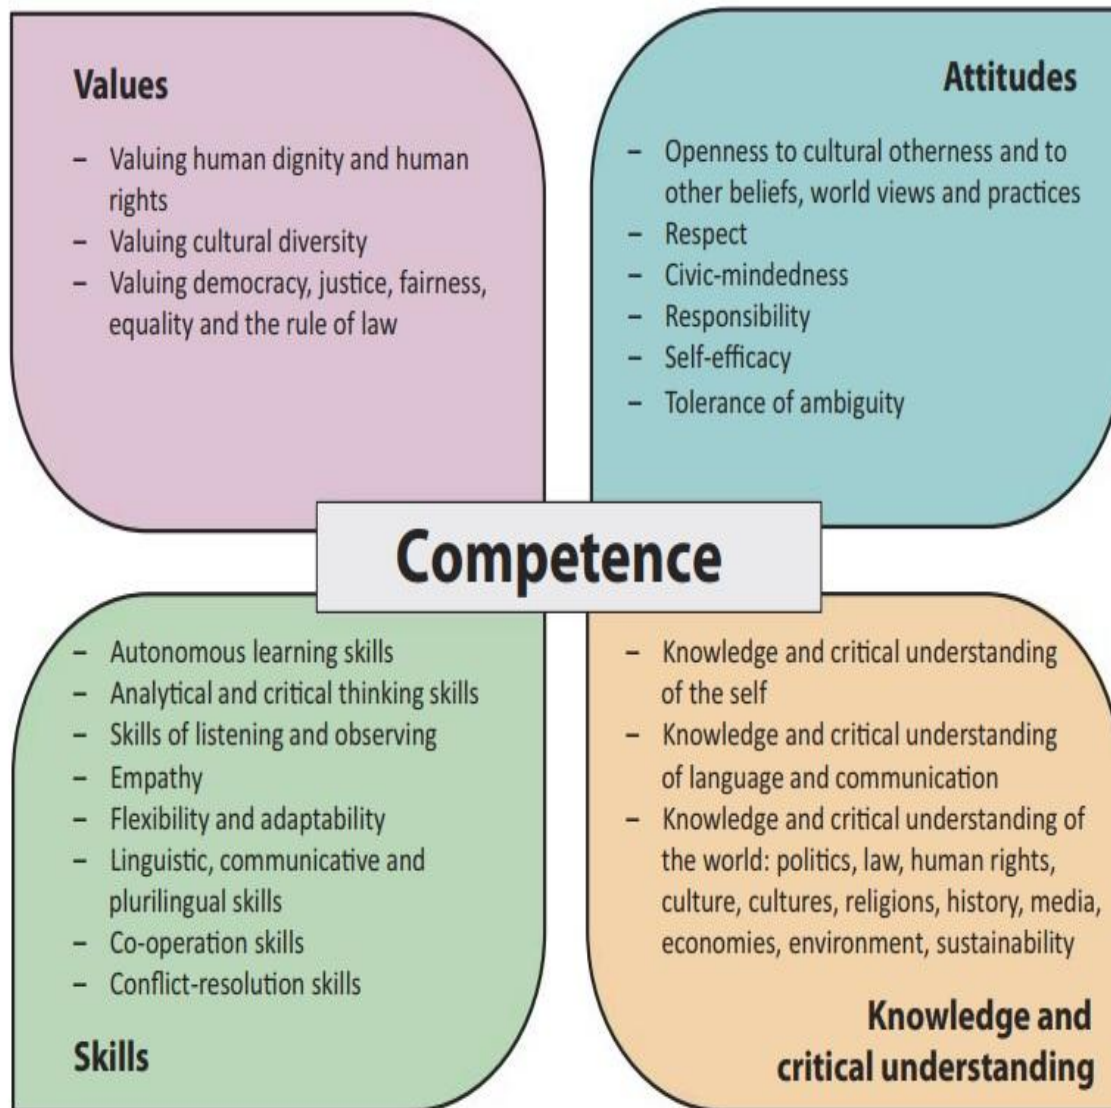 Values
– Valuing human dignity and human
rights
– Valuing cultural diversity
– Valuing democracy, justice, fairness,
equality and the rule of law
Attitudes
– Openness to cultural otherness and to
other beliefs, world views and practices
– Respect
– Civic-mindedness
– Responsibility
– Self-efficacy
– Tolerance of ambiguity
Competence
– Autonomous learning skills
– Analytical and critical thinking skills
– Skills of listening and observing
– Empathy
– Flexibility and adaptability
– Linguistic, communicative and
plurilingual skills
– Co-operation skills
– Conflict-resolution skills
Skills
– Knowledge and critical understanding
of the self
– Knowledge and critical understanding
of language and communication
– Knowledge and critical understanding of
the world: politics, law, human rights,
culture, cultures, religions, history, media,
economies, environment, sustainability
Knowledge and
critical understanding